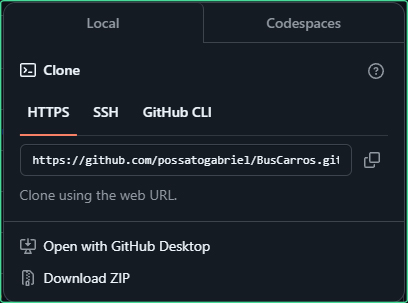 Local
Codespaces
Clone
HTTPS
SSH
GitHub CLI
https://github.com/possatogabriel/BusCarros.git
Clone using the web URL.
Open with GitHub Desktop
Download ZIP